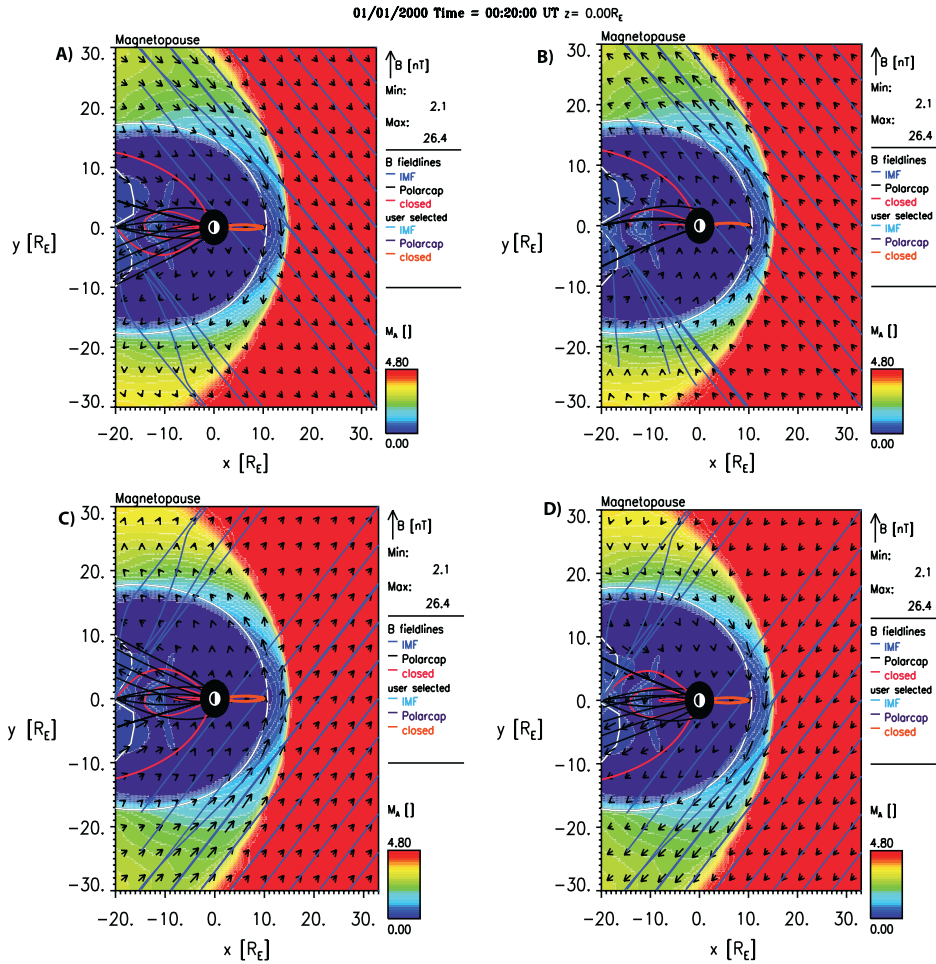 01/01/2000 Time = 00:20:00 UT z= 0.00R_E
A)
Magnetopause
30.
20.
10.
0.
-10.
-20.
-30.
y [R_E]
-20. -10. 0. 10. 20. 30.
x [R_E]
B [nT]
Min:
2.1
Max:
26.4
B fieldlines
IMF
Polarcap
closed
user selected
IMF
Polarcap
closed
M_A []
4.80
0.00
B)
Magnetopause
30.
20.
10.
0.
-10.
-20.
-30.
y [R_E]
-20. -10. 0. 10. 20. 30.
x [R_E]
B [nT]
Min:
2.1
Max:
26.4
B fieldlines
IMF
Polarcap
closed
user selected
IMF
Polarcap
closed
M_A []
4.80
0.00
C)
Magnetopause
30.
20.
10.
0.
-10.
-20.
-30.
y [R_E]
-20. -10. 0. 10. 20. 30.
x [R_E]
B [nT]
Min:
2.1
Max:
26.4
B fieldlines
IMF
Polarcap
closed
user selected
IMF
Polarcap
closed
M_A []
4.80
0.00
D)
Magnetopause
30.
20.
10.
0.
-10.
-20.
-30.
y [R_E]
-20. -10. 0. 10. 20. 30.
x [R_E]
B [nT]
Min:
2.1
Max:
26.4
B fieldlines
IMF
Polarcap
closed
user selected
IMF
Polarcap
closed
M_A []
4.80
0.00